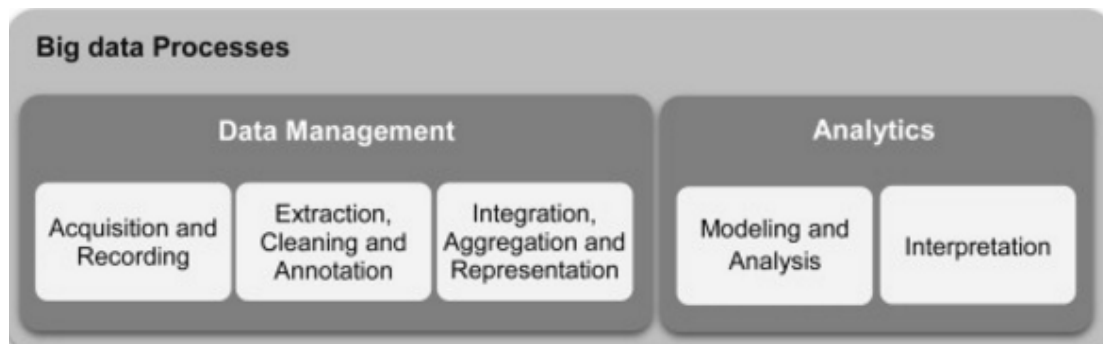 Big data Processes
Data Management
Acquisition and
Recording
Extraction,
Cleaning and
Annotation
Integration,
Aggregation and
Representation
Analytics
Modeling and
Analysis
Interpretation